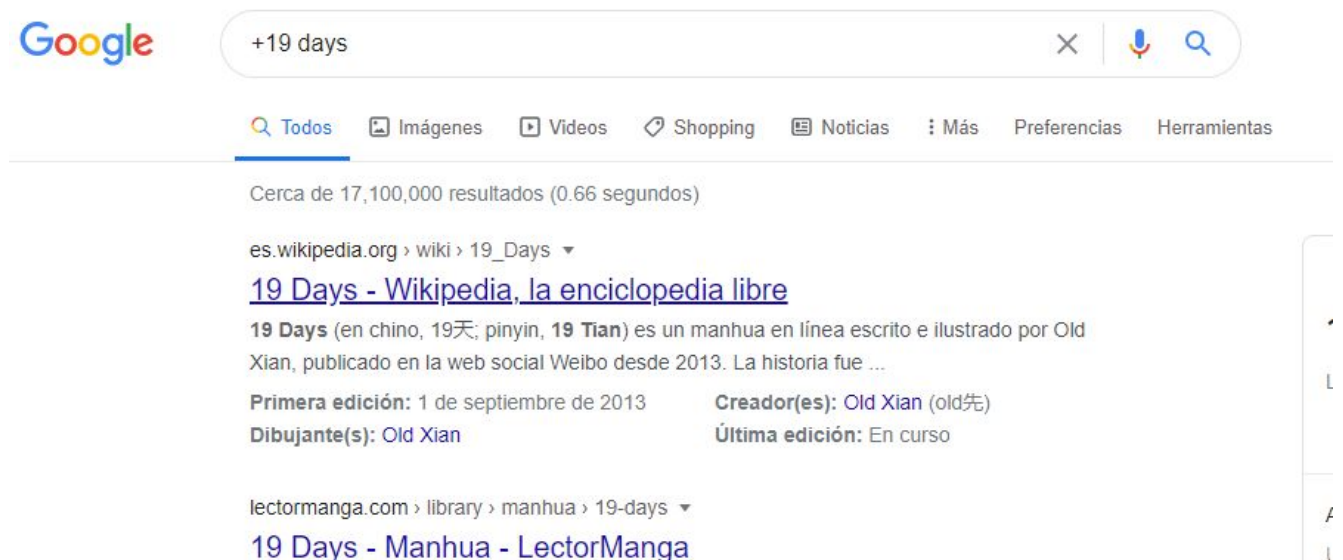 Google
+19 days
Todos Imágenes Videos Shopping Noticias Más Preferencias Herramientas
Cerca de 17,100,000 resultados (0.66 segundos)
es.wikipedia.org › wiki › 19_Days
19 Days - Wikipedia, la enciclopedia libre
19 Days (en chino, 19天; pinyin, 19 Tian) es un manhua en línea escrito e ilustrado por Old
Xian, publicado en la web social Weibo desde 2013. La historia fue ...
Primera edición: 1 de septiembre de 2013 Creador(es): Old Xian (old先)
Dibujante(s): Old Xian Última edición: En curso
lectormanga.com › library › manhua › 19-days
19 Days - Manhua - LectorManga